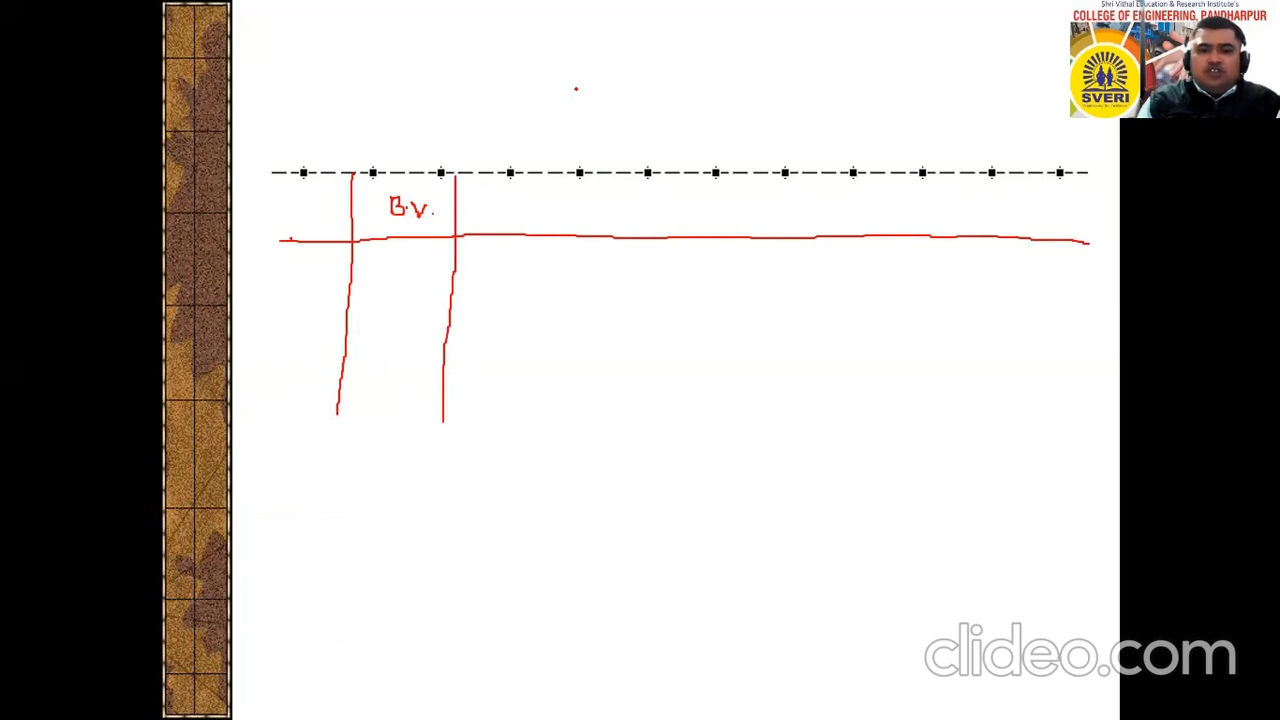 Shri Vithal Education & Research Institute's
COLLEGE OF ENGINEERING, PANDHARPUR
SVERI
B.V.
clideo.com